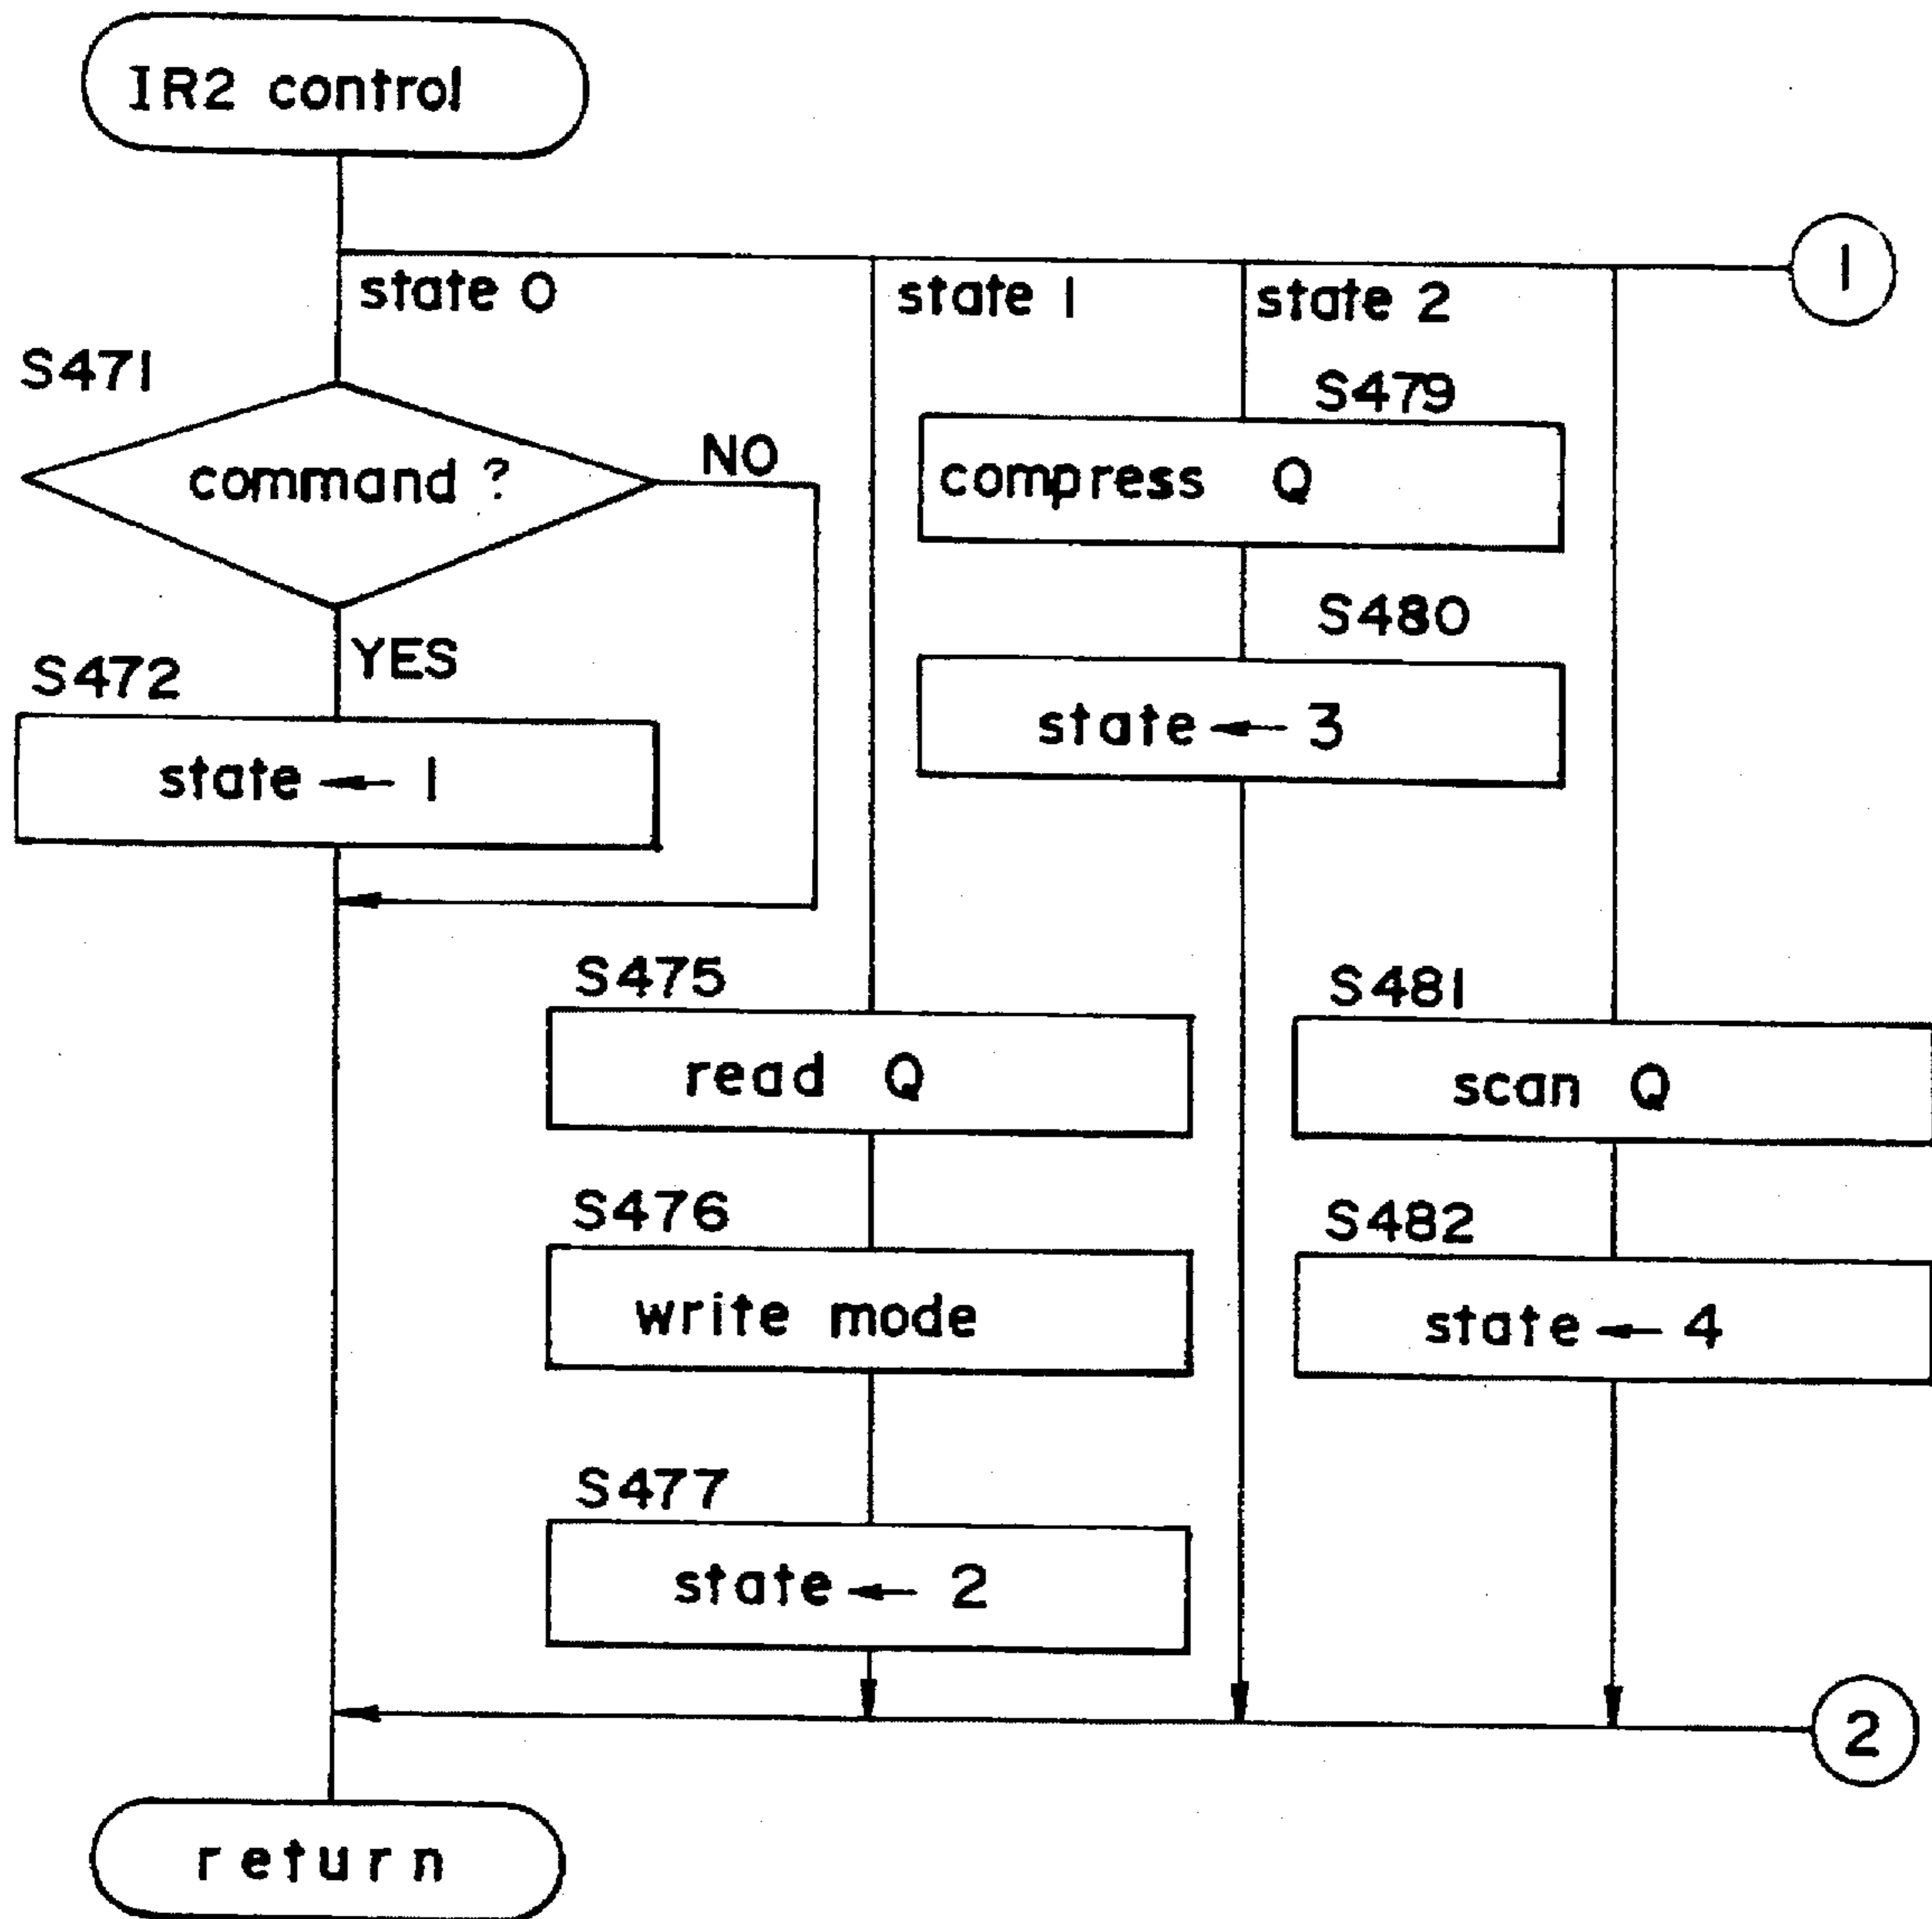 IR2 control
1
state 0
state 1
state 2
S471
command ?
NO
YES
S472
state ← 1
S479
compress Q
S480
state ← 3
S475
read Q
S476
write mode
S477
state ← 2
S481
scan Q
S482
state ← 4
2
return